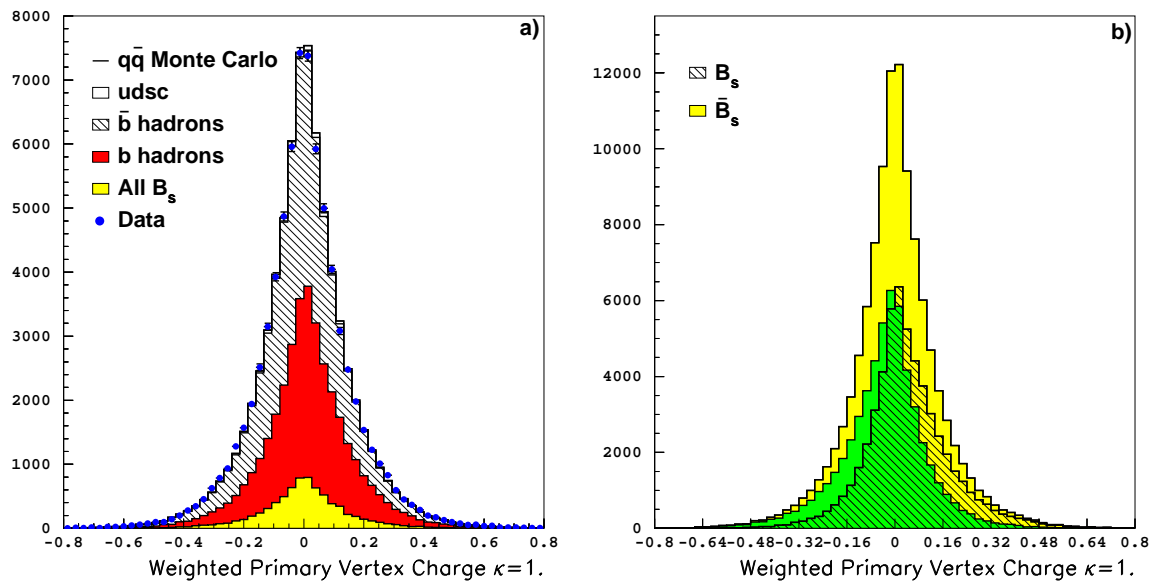 a)
qq̄ Monte Carlo
udsc
b̄ hadrons
b hadrons
All Bₛ
Data
8000
7000
6000
5000
4000
3000
2000
1000
0
-0.8 -0.6 -0.4 -0.2 0 0.2 0.4 0.6 0.8
Weighted Primary Vertex Charge κ=1.
b)
Bₛ
B̄ₛ
12000
10000
8000
6000
4000
2000
0
-0.8 -0.64 -0.48 -0.32 -0.16 0 0.16 0.32 0.48 0.64 0.8
Weighted Primary Vertex Charge κ=1.